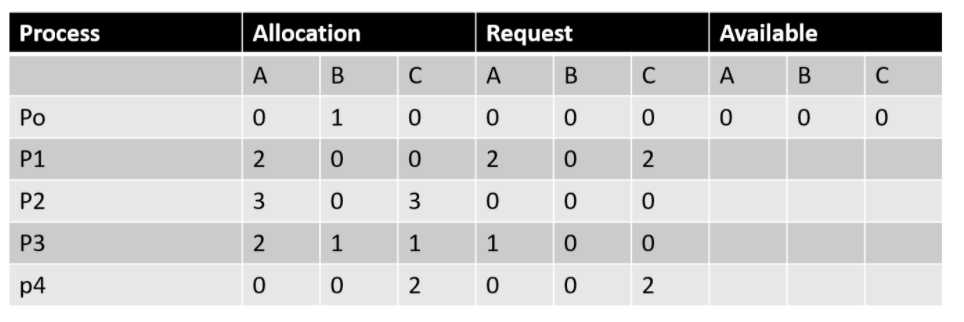 Process Allocation Request Available
A B C A B C A B C
Po 0 1 0 0 0 0 0 0 0
P1 2 0 0 2 0 2
P2 3 0 3 0 0 0
P3 2 1 1 1 0 0
p4 0 0 2 0 0 2